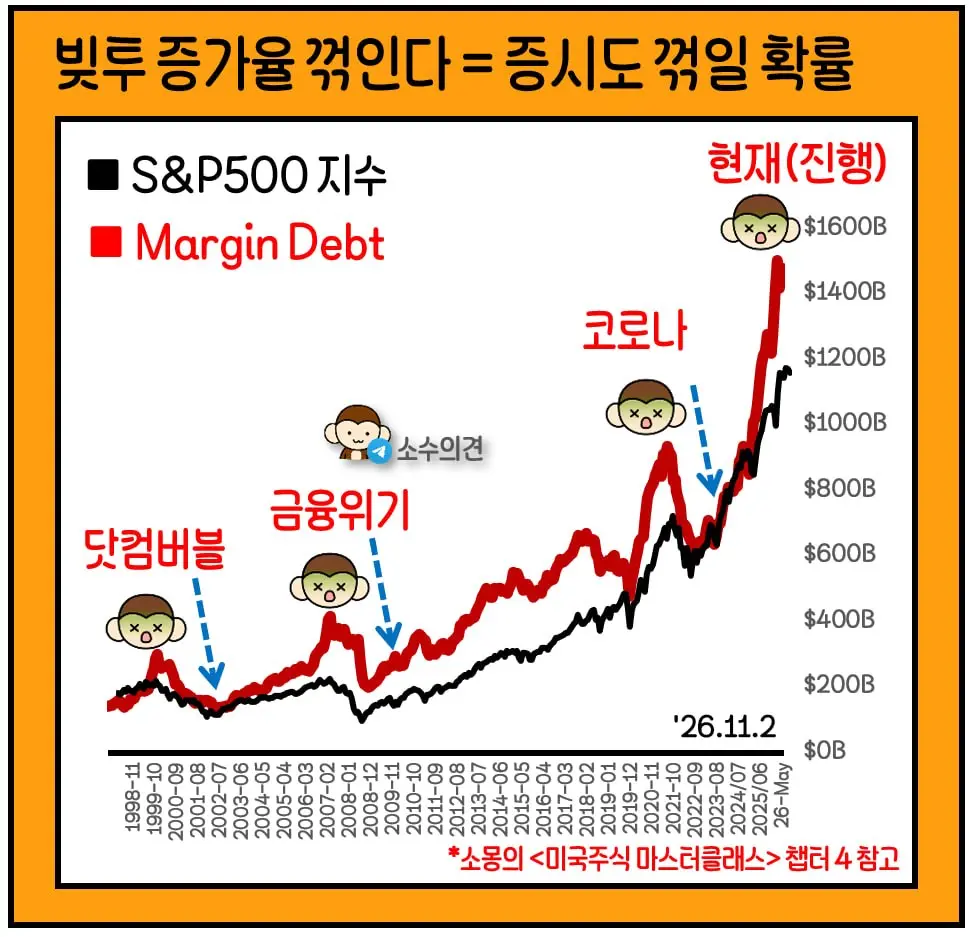 빚투 증가율 꺾인다 = 증시도 꺾일 확률
S&P500 지수
Margin Debt
현재(진행)
$1600B
$1400B
코로나
$1200B
$1000B
소수의견
금융위기
$800B
닷컴버블
$600B
$400B
$200B
'26.11.2
$0B
1998-11
1999-10
2000-09
2001-08
2002-07
2003-06
2004-05
2005-04
2006-03
2007-02
2008-01
2008-12
2009-11
2010-10
2011-09
2012-08
2013-07
2014-06
2015-05
2016-04
2017-03
2018-02
2019-01
2019-12
2020-11
2021-10
2022-09
2023-08
2024/07
2025/06
26-May
*소몽의 <미국주식 마스터클래스> 챕터 4 참고